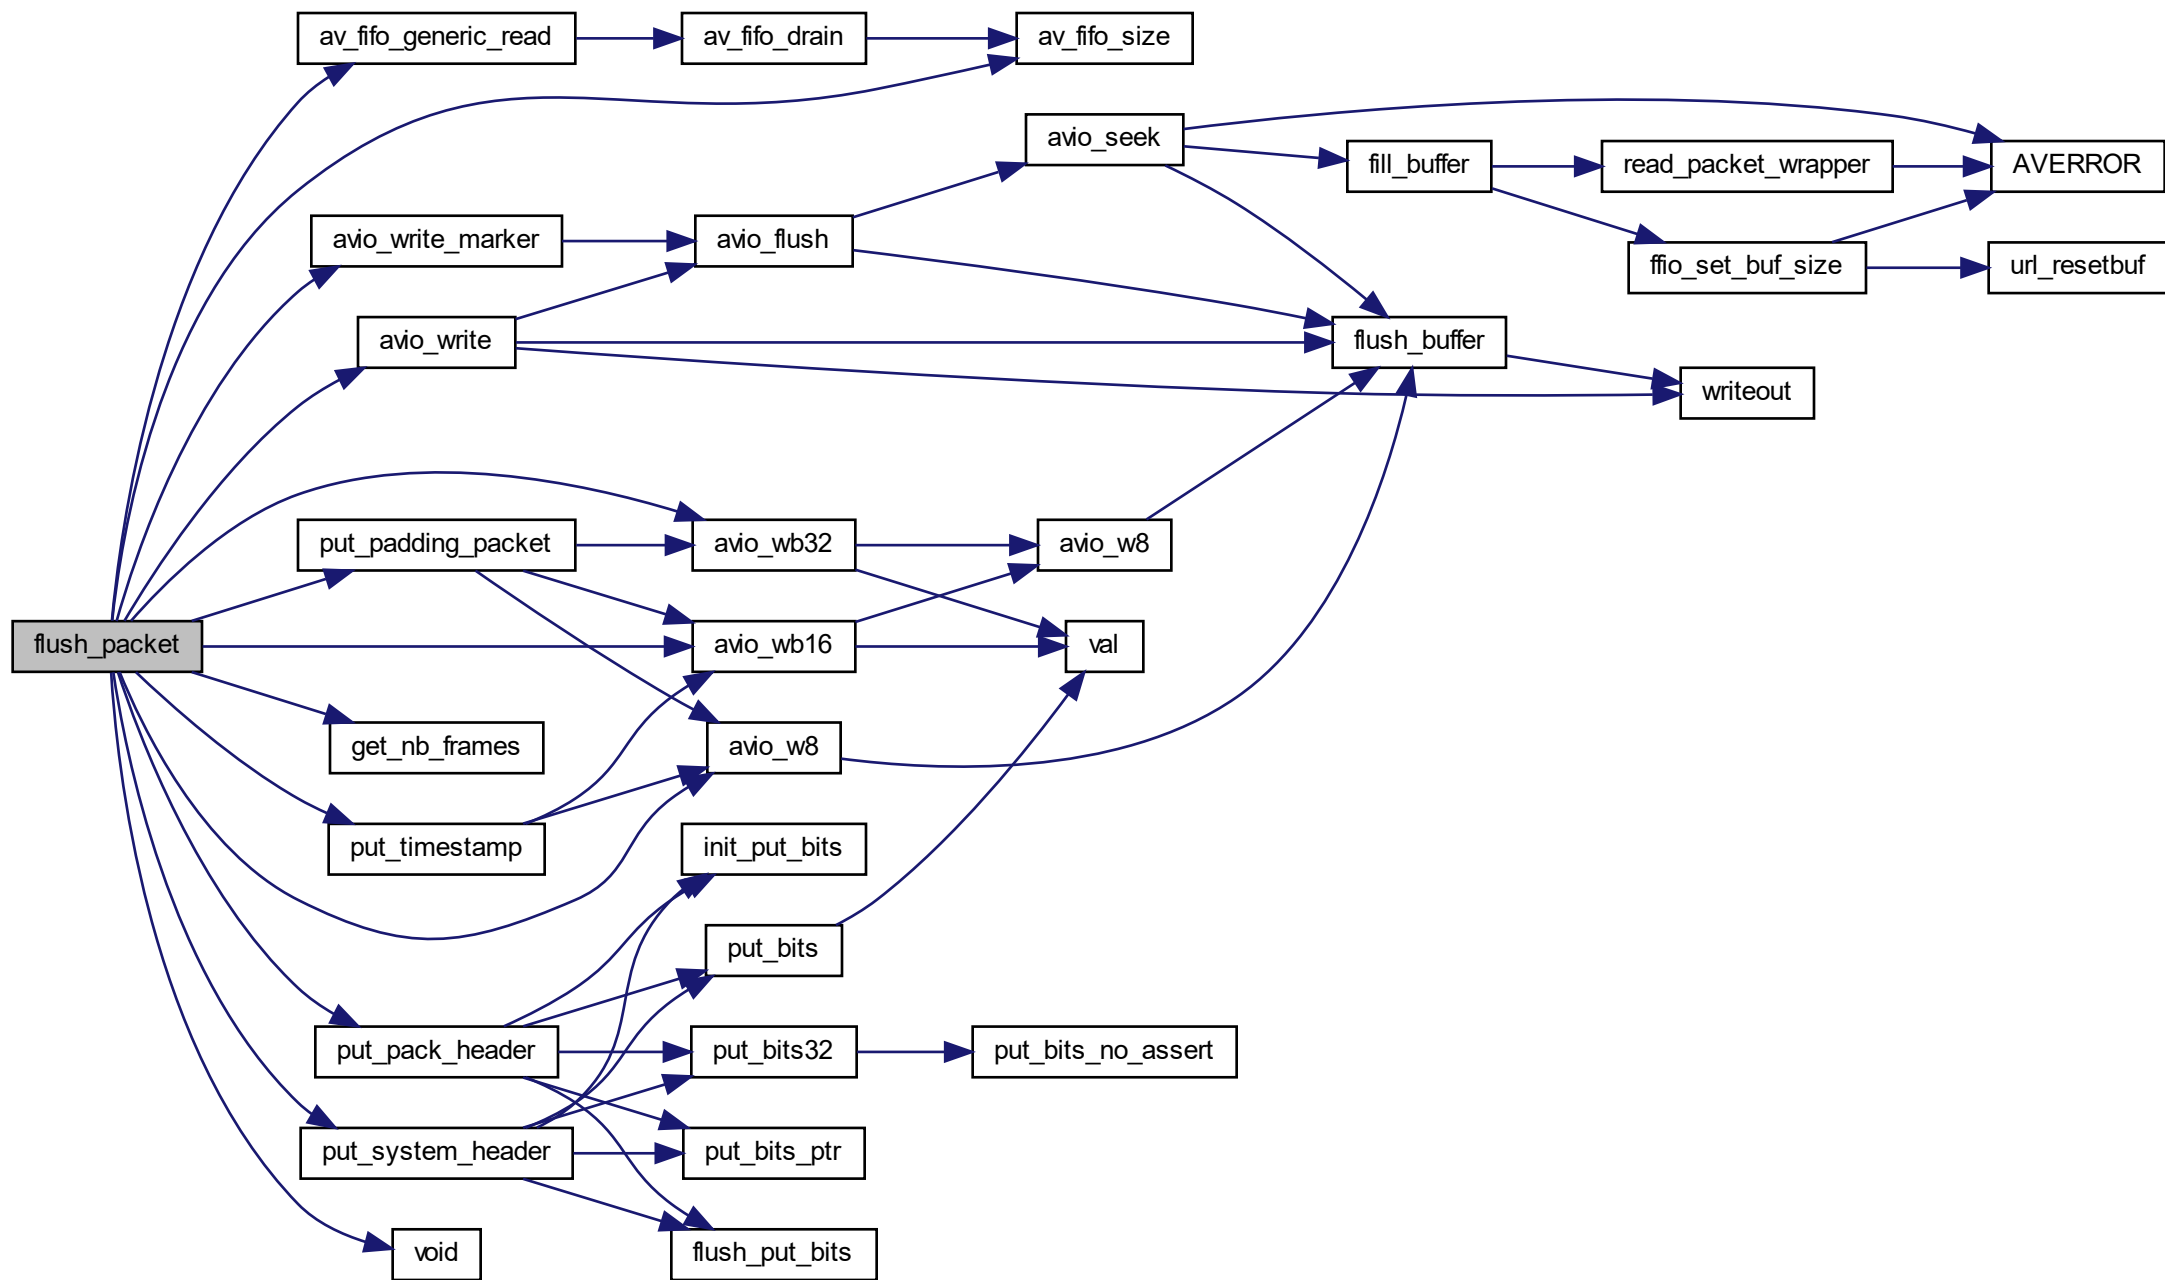 av_fifo_generic_read
av_fifo_drain
av_fifo_size
avio_seek
fill_buffer
read_packet_wrapper
AVERROR
avio_write_marker
avio_flush
ffio_set_buf_size
url_resetbuf
avio_write
flush_buffer
writeout
put_padding_packet
avio_wb32
avio_w8
flush_packet
avio_wb16
val
get_nb_frames
avio_w8
put_timestamp
init_put_bits
put_bits
put_pack_header
put_bits32
put_bits_no_assert
put_system_header
put_bits_ptr
void
flush_put_bits